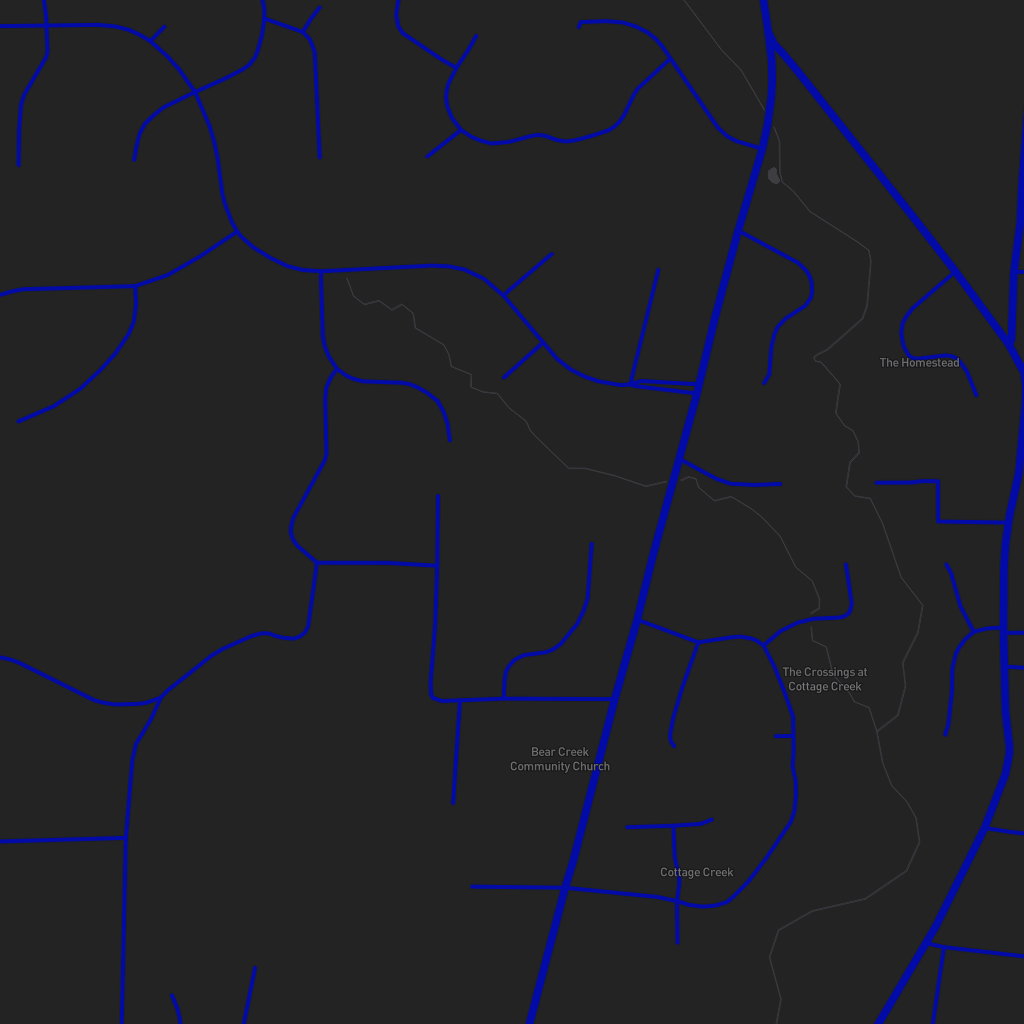 The Homestead
The Crossings at
Cottage Creek
Bear Creek
Community Church
Cottage Creek